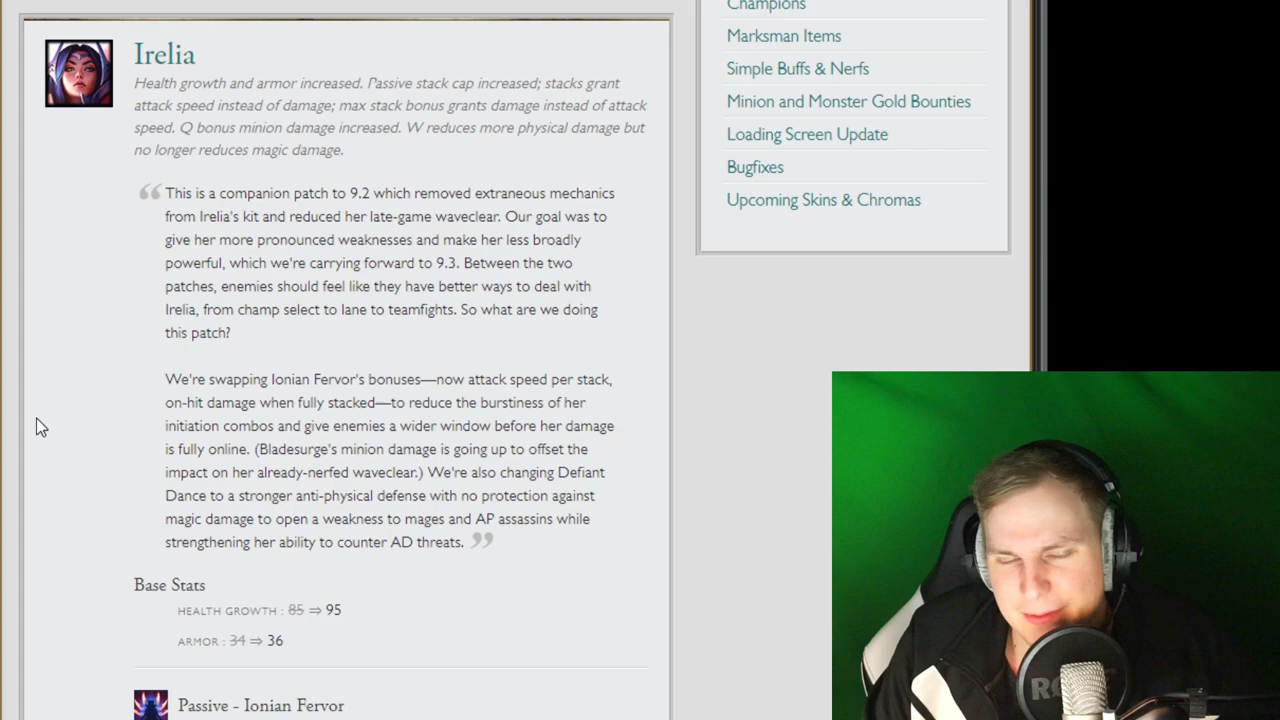 Irelia
Health growth and armor increased. Passive stack cap increased; stacks grant
attack speed instead of damage; max stack bonus grants damage instead of attack
speed. Q bonus minion damage increased. W reduces more physical damage but
no longer reduces magic damage.
“ This is a companion patch to 9.2 which removed extraneous mechanics
from Irelia's kit and reduced her late-game waveclear. Our goal was to
give her more pronounced weaknesses and make her less broadly
powerful, which we're carrying forward to 9.3. Between the two
patches, enemies should feel like they have better ways to deal with
Irelia, from champ select to lane to teamfights. So what are we doing
this patch?
We're swapping Ionian Fervor's bonuses—now attack speed per stack,
on-hit damage when fully stacked—to reduce the burstiness of her
initiation combos and give enemies a wider window before her damage
is fully online. (Bladesurge's minion damage is going up to offset the
impact on her already-nerfed waveclear.) We're also changing Defiant
Dance to a stronger anti-physical defense with no protection against
magic damage to open a weakness to mages and AP assassins while
strengthening her ability to counter AD threats. ”
Base Stats
HEALTH GROWTH : 85 ⇒ 95
ARMOR : 34 ⇒ 36
Passive - Ionian Fervor
Champions
Marksman Items
Simple Buffs & Nerfs
Minion and Monster Gold Bounties
Loading Screen Update
Bugfixes
Upcoming Skins & Chromas